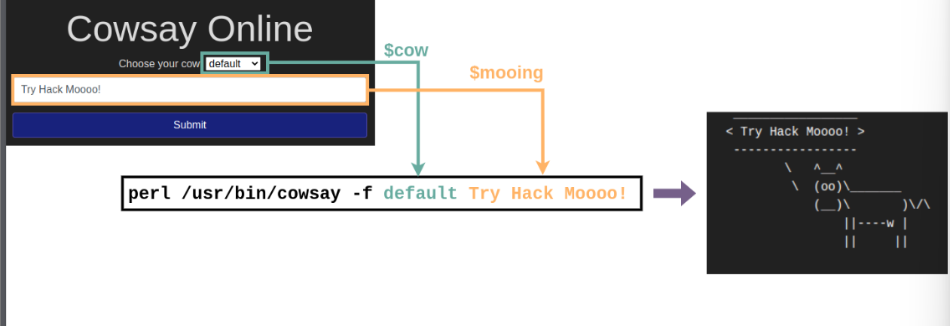 Cowsay Online
Choose your cow default
Try Hack Moooo!
Submit
$cow
$mooing
perl /usr/bin/cowsay -f default Try Hack Moooo!
 _________________
< Try Hack Moooo! >
 -----------------
        \   ^__^
         \  (oo)\_______
            (__)\       )\/\
                ||----w |
                ||     ||